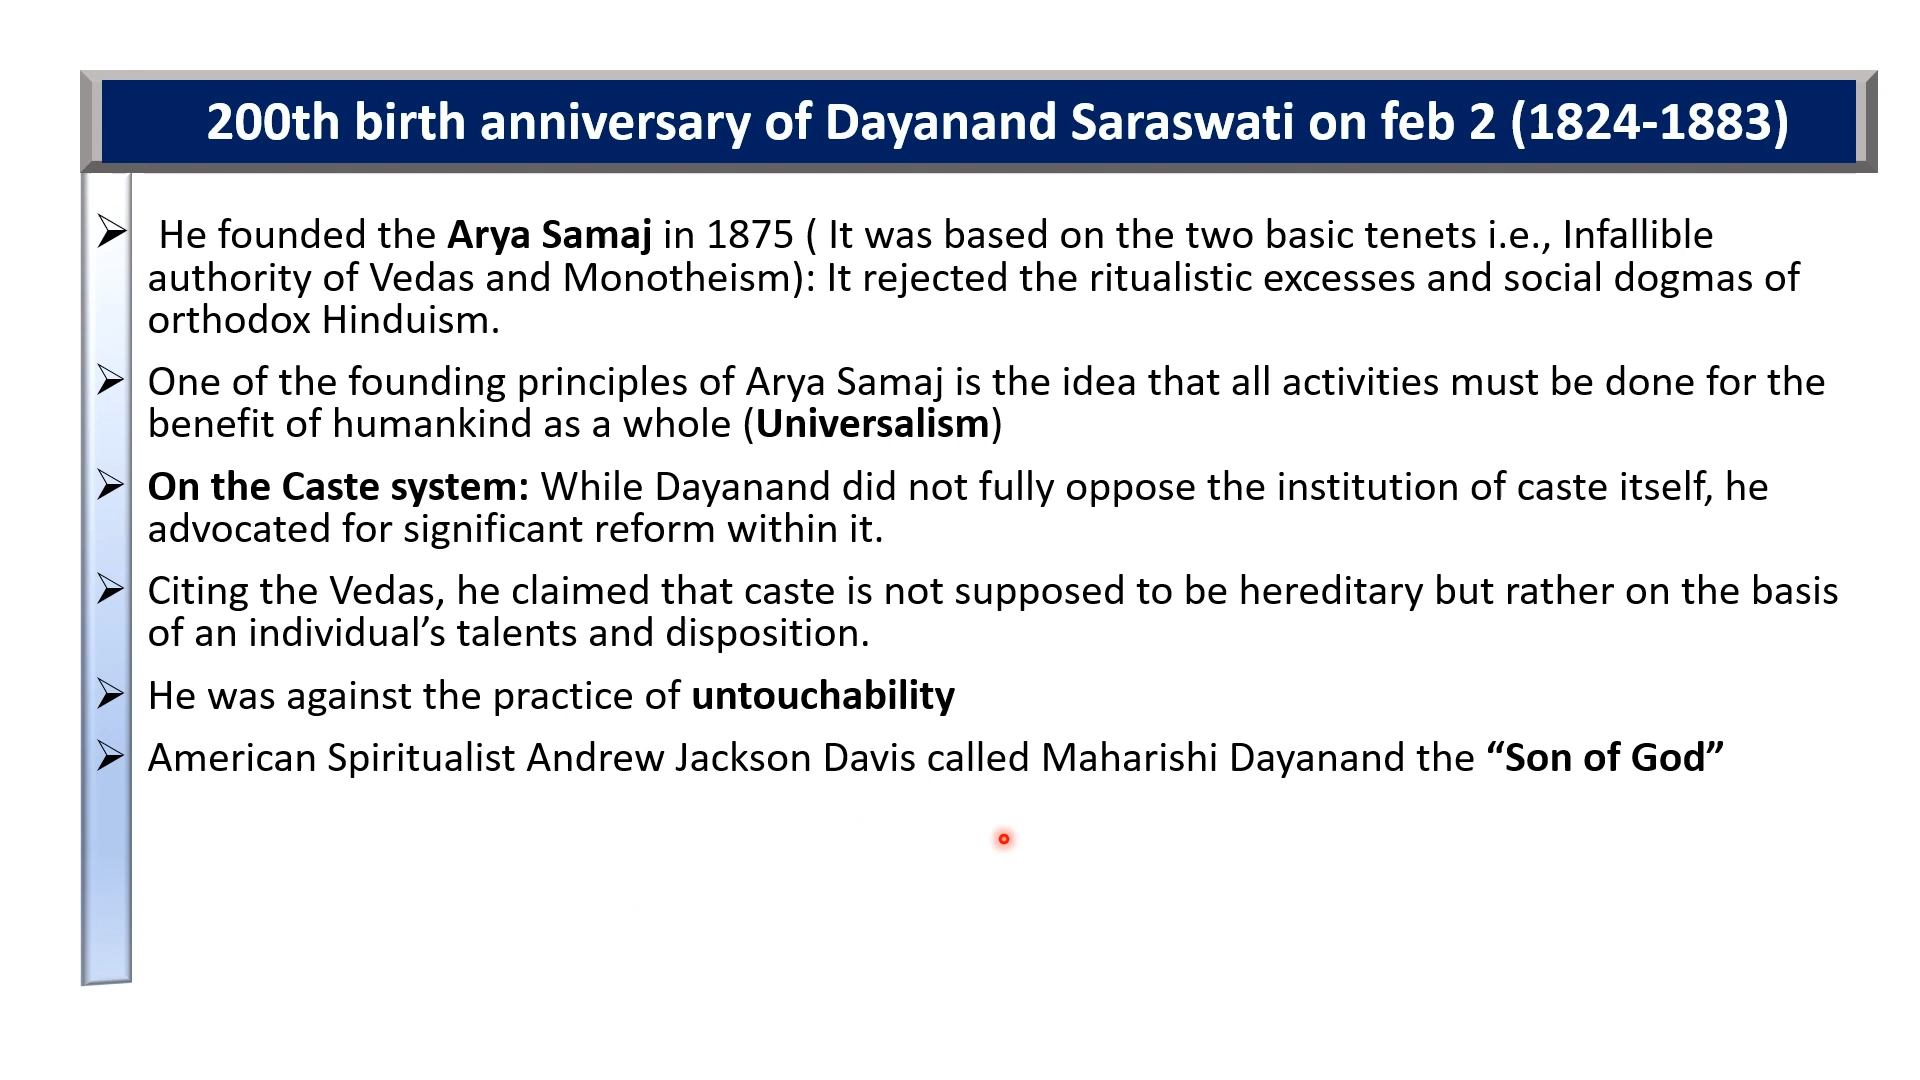 200th birth anniversary of Dayanand Saraswati on feb 2 (1824-1883)
He founded the Arya Samaj in 1875 ( It was based on the two basic tenets i.e., Infallible
authority of Vedas and Monotheism): It rejected the ritualistic excesses and social dogmas of
orthodox Hinduism.
One of the founding principles of Arya Samaj is the idea that all activities must be done for the
benefit of humankind as a whole (Universalism)
On the Caste system: While Dayanand did not fully oppose the institution of caste itself, he
advocated for significant reform within it.
Citing the Vedas, he claimed that caste is not supposed to be hereditary but rather on the basis
of an individual’s talents and disposition.
He was against the practice of untouchability
American Spiritualist Andrew Jackson Davis called Maharishi Dayanand the “Son of God”